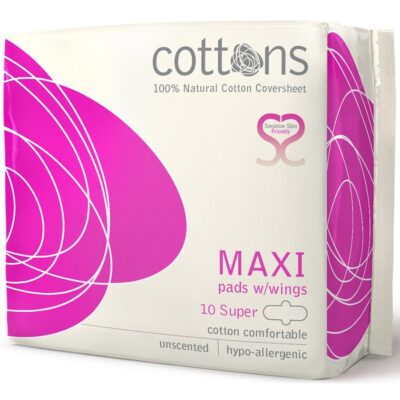 cottons
100% Natural Cotton Coversheet
Sensitive Skin
Friendly
MAXI
pads w/wings
10 Super
cotton comfortable
unscented | hypo-allergenic